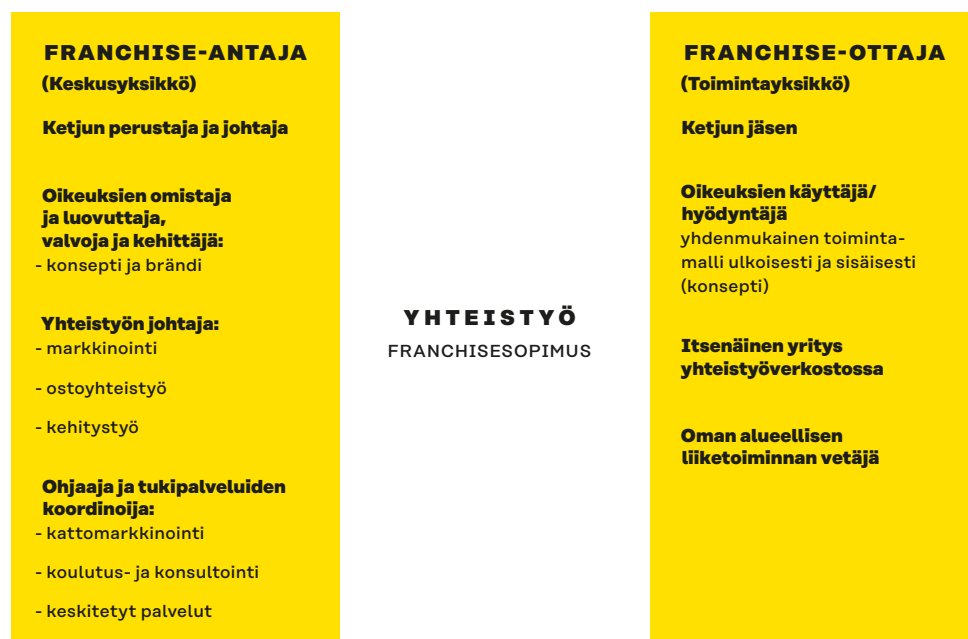 FRANCHISE-ANTAJA
(Keskusyksikkö)
Ketjun perustaja ja johtaja
Oikeuksien omistaja
ja luovuttaja,
valvoja ja kehittäjä:
- konsepti ja brändi
Yhteistyön johtaja:
- markkinointi
- ostoyhteistyö
- kehitystyö
Ohjaaja ja tukipalveluiden
koordinoija:
- kattomarkkinointi
- koulutus- ja konsultointi
- keskitetyt palvelut
YHTEISTYÖ
FRANCHISESOPIMUS
FRANCHISE-OTTAJA
(Toimintayksikkö)
Ketjun jäsen
Oikeuksien käyttäjä/
hyödyntäjä
yhdenmukainen toiminta-
malli ulkoisesti ja sisäisesti
(konsepti)
Itsenäinen yritys
yhteistyöverkostossa
Oman alueellisen
liiketoiminnan vetäjä